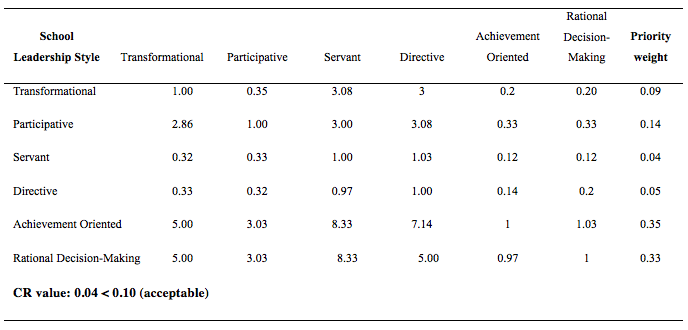 School Leadership Style Transformational Participative Servant Directive Achievement Oriented Rational Decision-Making Priority weight
Transformational 1.00 0.35 3.08 3 0.2 0.20 0.09
Participative 2.86 1.00 3.00 3.08 0.33 0.33 0.14
Servant 0.32 0.33 1.00 1.03 0.12 0.12 0.04
Directive 0.33 0.32 0.97 1.00 0.14 0.2 0.05
Achievement Oriented 5.00 3.03 8.33 7.14 1 1.03 0.35
Rational Decision-Making 5.00 3.03 8.33 5.00 0.97 1 0.33
CR value: 0.04 < 0.10 (acceptable)